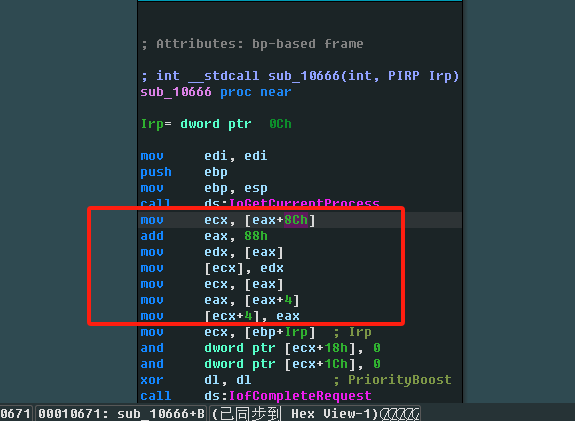 ; Attributes: bp-based frame
; int __stdcall sub_10666(int, PIRP Irp)
sub_10666 proc near
Irp= dword ptr  0Ch
mov     edi, edi
push    ebp
mov     ebp, esp
call    ds:IoGetCurrentProcess
mov     ecx, [eax+8Ch]
add     eax, 88h
mov     edx, [eax]
mov     [ecx], edx
mov     ecx, [eax]
mov     eax, [eax+4]
mov     [ecx+4], eax
mov     ecx, [ebp+Irp]  ; Irp
and     dword ptr [ecx+18h], 0
and     dword ptr [ecx+1Ch], 0
xor     dl, dl          ; PriorityBoost
call    ds:IofCompleteRequest
0671 00010671: sub_10666+B (已同步到 Hex View-1)